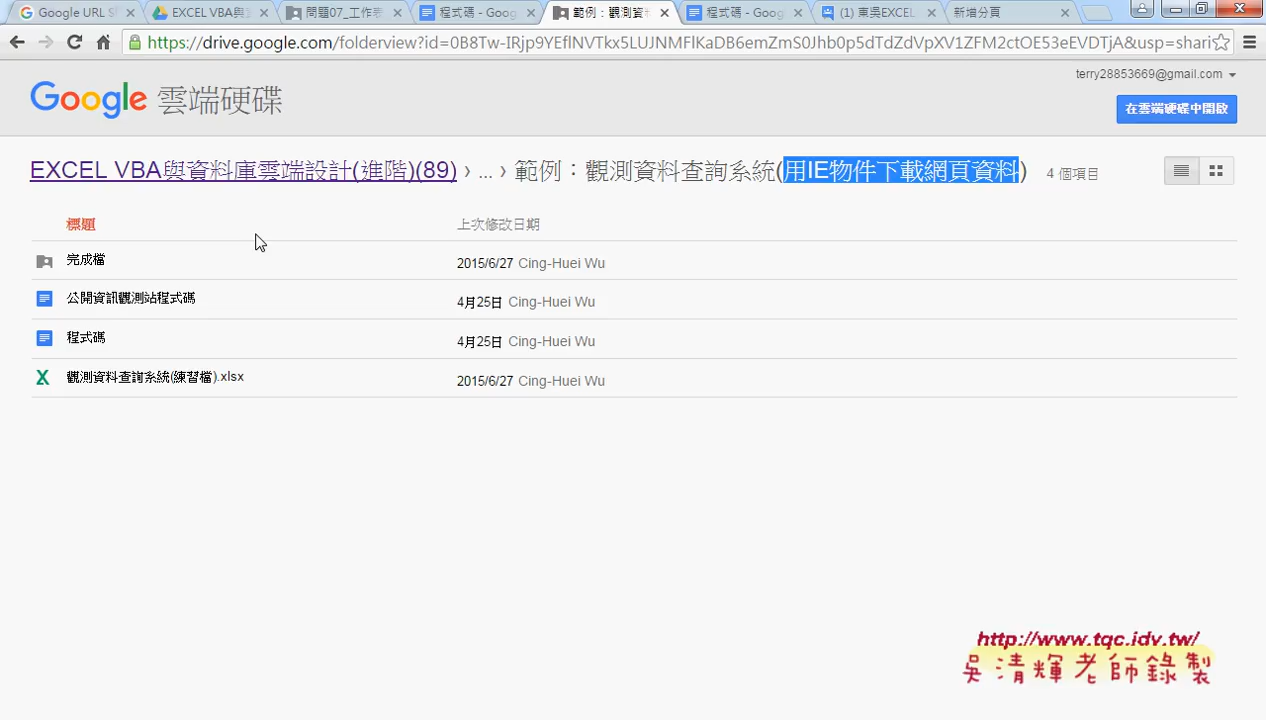 Google URL S
EXCEL VBA與
問題07_工作表
程式碼 - Goog
範例：觀測資料
程式碼 - Goog
(1) 東吳EXCEL
新增分頁
https://drive.google.com/folderview?id=0B8Tw-IRjp9YEflNVTkx5LUJNMFlKaDB6emZmS0Jhb0p5dTdZdVpXV1ZFM2ctOE53eEVDTjA&usp=shari
terry28853669@gmail.com
Google 雲端硬碟
在雲端硬碟中開啟
EXCEL VBA與資料庫雲端設計(進階)(89) › ... › 範例：觀測資料查詢系統(用IE物件下載網頁資料) 4 個項目
標題 上次修改日期
完成檔 2015/6/27 Cing-Huei Wu
公開資訊觀測站程式碼 4月25日 Cing-Huei Wu
程式碼 4月25日 Cing-Huei Wu
觀測資料查詢系統(練習檔).xlsx 2015/6/27 Cing-Huei Wu
http://www.tqc.idv.tw/
吳清輝老師錄製